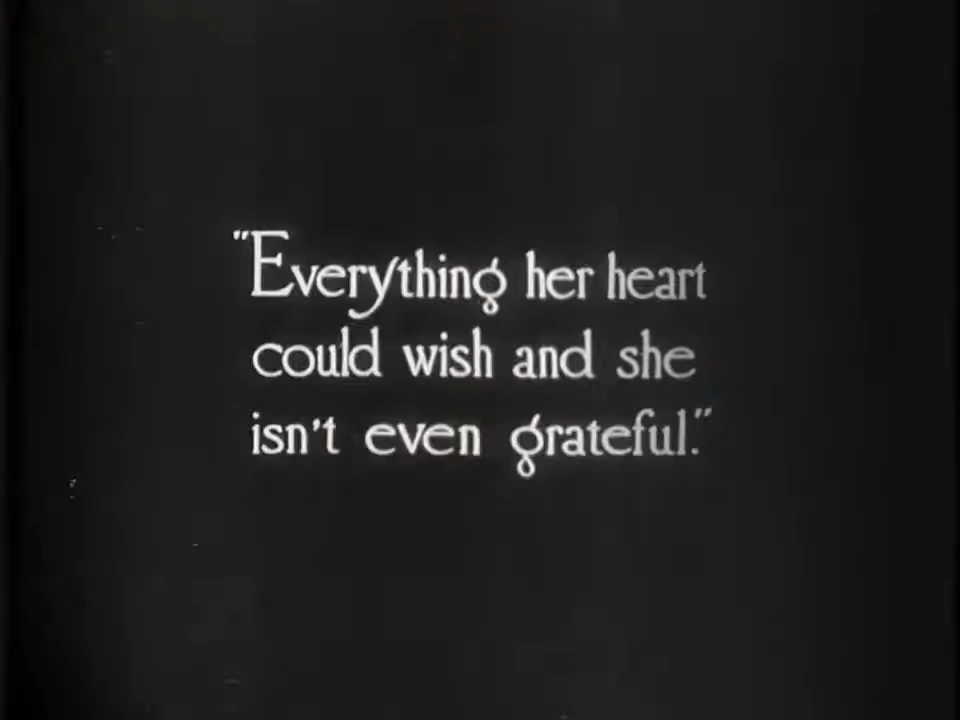 "Everything her heart
could wish and she
isn't even grateful."